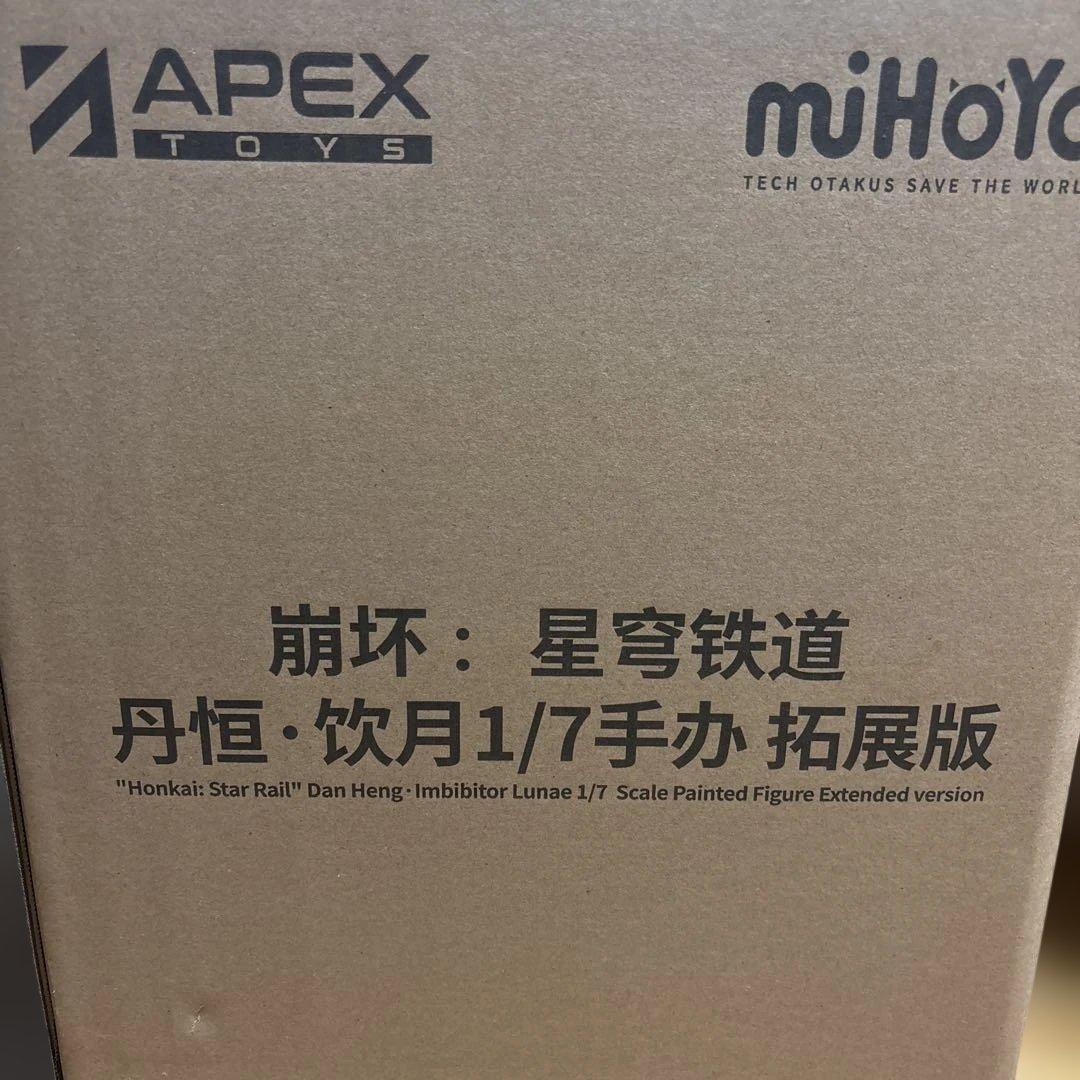 APEX
TOYS
miHoYo
TECH OTAKUS SAVE THE WORL
崩坏：星穹铁道
丹恒·饮月1/7手办 拓展版
"Honkai: Star Rail" Dan Heng·Imbibitor Lunae 1/7 Scale Painted Figure Extended version